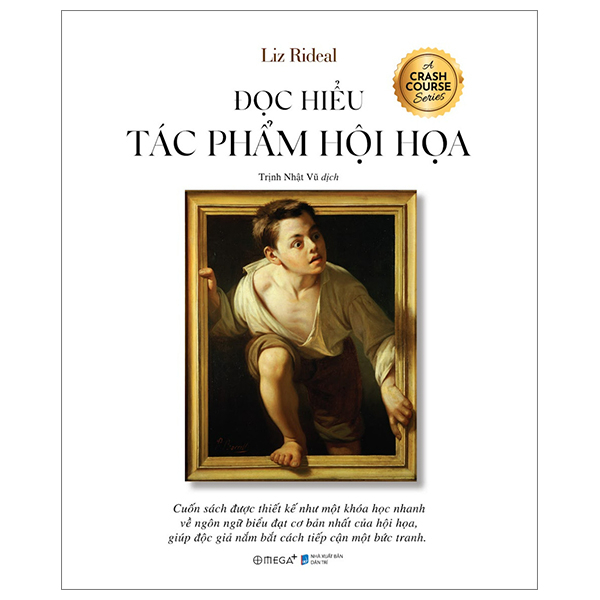 Liz Rideal
A
CRASH
COURSE
Series
ĐỌC HIỂU
TÁC PHẨM HỘI HỌA
Trịnh Nhật Vũ dịch
Cuốn sách được thiết kế như một khóa học nhanh
về ngôn ngữ biểu đạt cơ bản nhất của hội họa,
giúp độc giả nắm bắt cách tiếp cận một bức tranh.
OMEGA+
NHÀ XUẤT BẢN
DÂN TRÍ